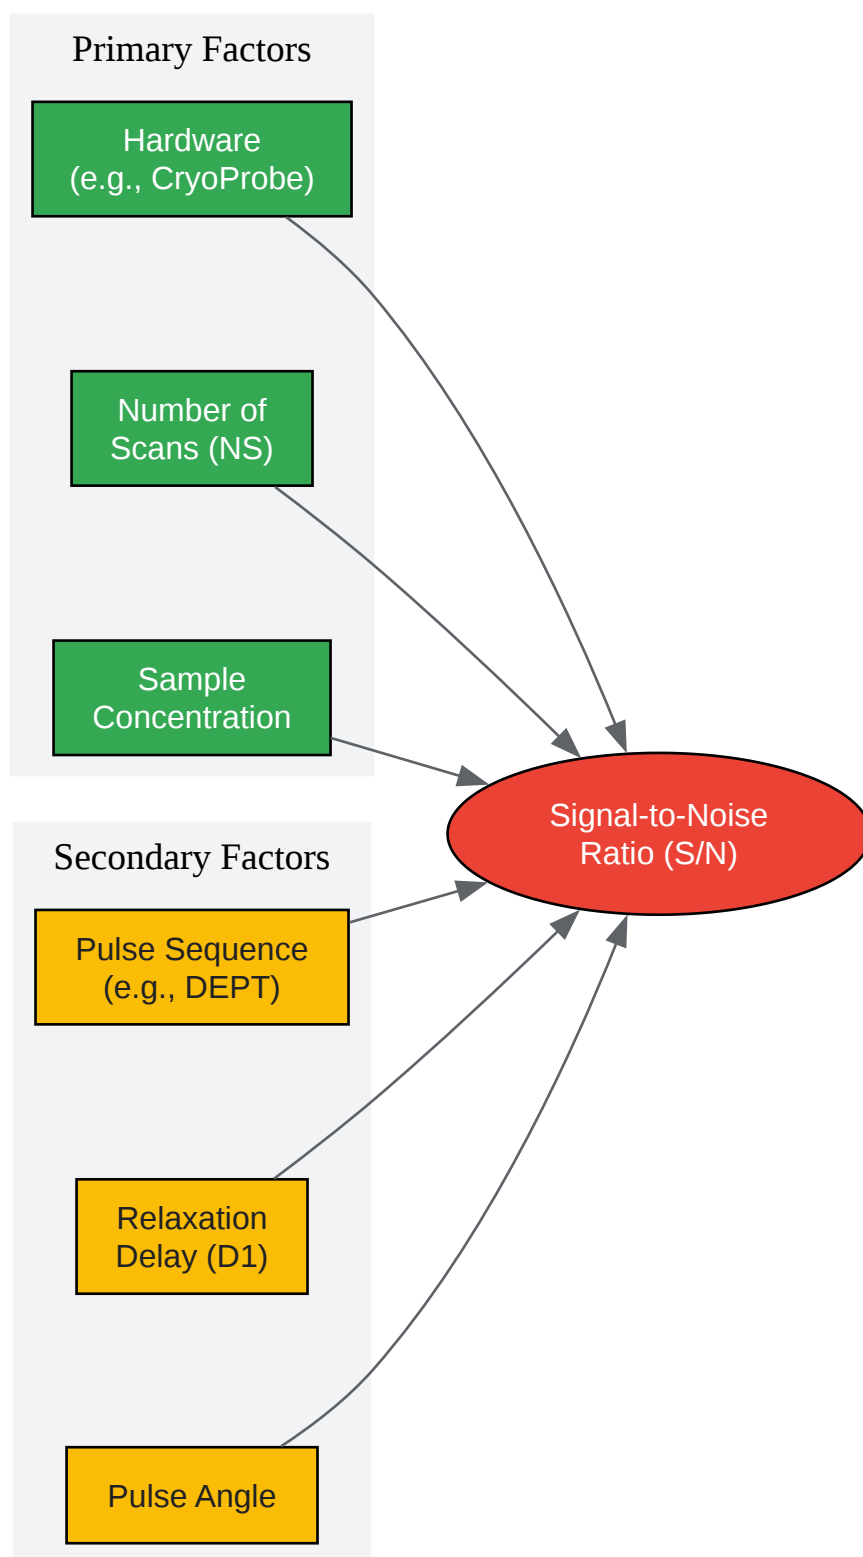 Primary Factors
Hardware
(e.g., CryoProbe)
Number of
Scans (NS)
Sample
Concentration
Signal-to-Noise
Ratio (S/N)
Secondary Factors
Pulse Sequence
(e.g., DEPT)
Relaxation
Delay (D1)
Pulse Angle